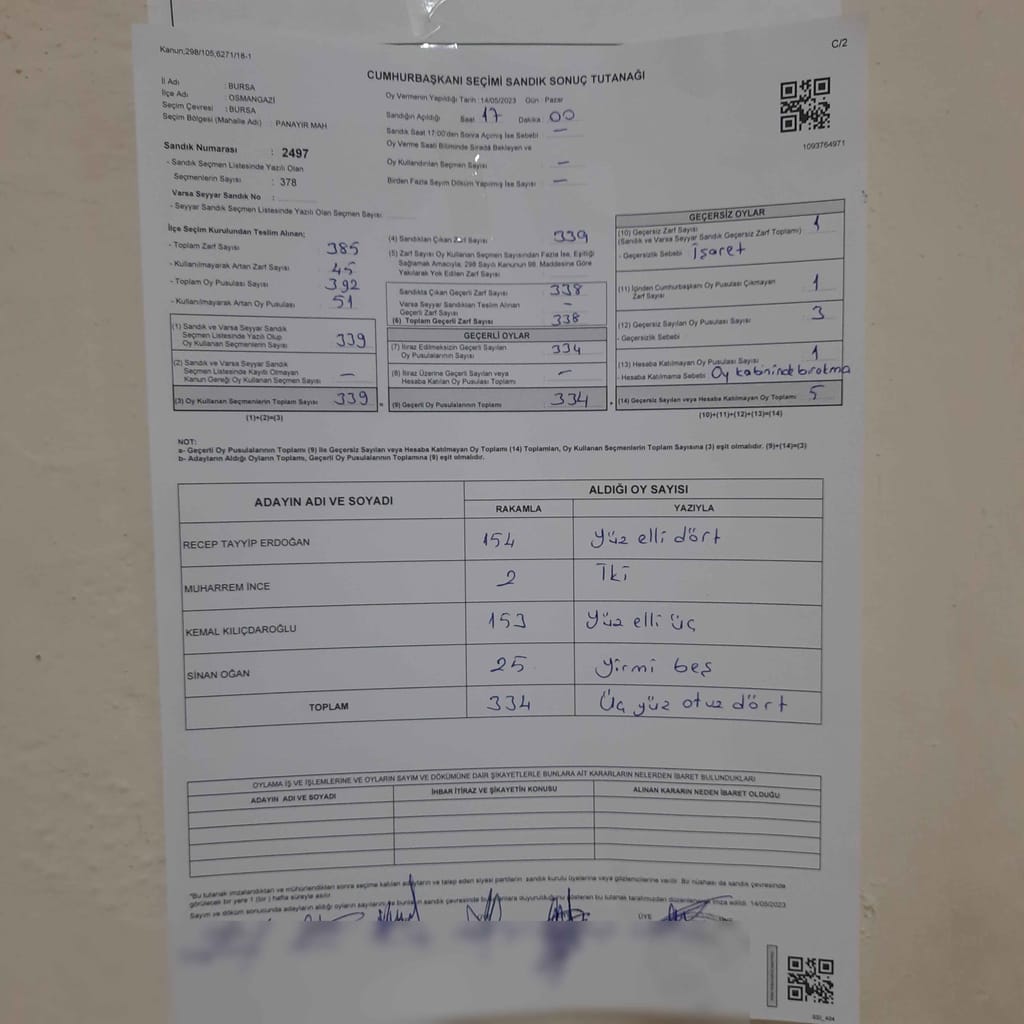 Kanun;298/105,6271/18-1
C/2
CUMHURBAŞKANI SEÇİMİ SANDIK SONUÇ TUTANAĞI
İl Adı : BURSA
İlçe Adı : OSMANGAZİ
Seçim Çevresi : BURSA
Seçim Bölgesi (Mahalle Adı) : PANAYIR MAH
Sandık Numarası : 2497
- Sandık Seçmen Listesinde Yazılı Olan
Seçmenlerin Sayısı : 378
Varsa Seyyar Sandık No :
- Seyyar Sandık Seçmen Listesinde Yazılı Olan Seçmen Sayısı
Oy Vermenin Yapıldığı Tarih : 14/05/2023 Gün : Pazar
Sandığın Açıldığı Saat 17 Dakika 00
Sandık Saat 17:00'den Sonra Açılmış İse Sebebi —
Oy Verme Saati Bitiminde Sırada Bekleyen ve
Oy Kullandırılan Seçmen Sayısı —
Birden Fazla Sayım Döküm Yapılmış İse Sayısı —
1093764971
İlçe Seçim Kurulundan Teslim Alınan;
- Toplam Zarf Sayısı 385
- Kullanılmayarak Artan Zarf Sayısı 45
- Toplam Oy Pusulası Sayısı 392
- Kullanılmayarak Artan Oy Pusulası 51
(1) Sandık ve Varsa Seyyar Sandık
Seçmen Listesinde Yazılı Olup
Oy Kullanan Seçmenlerin Sayısı 339
(2) Sandık ve Varsa Seyyar Sandık
Seçmen Listesinde Kayıtlı Olmayan
Kanun Gereği Oy Kullanan Seçmen Sayısı —
(3) Oy Kullanan Seçmenlerin Toplam Sayısı 339
(1)+(2)=(3)
(4) Sandıktan Çıkan Zarf Sayısı 339
(5) Zarf Sayısı Oy Kullanan Seçmen Sayısından Fazla İse, Eşitliği
Sağlamak Amacıyla; 298 Sayılı Kanunun 98. Maddesine Göre
Yakılarak Yok Edilen Zarf Sayısı
Sandıkta Çıkan Geçerli Zarf Sayısı 338
Varsa Seyyar Sandıktan Teslim Alınan
Geçerli Zarf Sayısı —
(6) Toplam Geçerli Zarf Sayısı 338
GEÇERLİ OYLAR
(7) İtiraz Edilmeksizin Geçerli Sayılan
Oy Pusulalarının Sayısı 334
(8) İtiraz Üzerine Geçerli Sayılan veya
Hesaba Katılan Oy Pusulası Toplamı —
= (9) Geçerli Oy Pusulalarının Toplamı 334
GEÇERSİZ OYLAR
(10) Geçersiz Zarf Sayısı 1
(Sandık ve Varsa Seyyar Sandık Geçersiz Zarf Toplamı)
- Geçersizlik Sebebi İşaret
(11) İçinden Cumhurbaşkanı Oy Pusulası Çıkmayan
Zarf Sayısı 1
(12) Geçersiz Sayılan Oy Pusulası Sayısı 3
- Geçersizlik Sebebi
(13) Hesaba Katılmayan Oy Pusulası Sayısı 1
- Hesaba Katılmama Sebebi Oy kabininde bırakma
+ (14) Geçersiz Sayılan veya Hesaba Katılmayan Oy Toplamı 5
(10)+(11)+(12)+(13)=(14)
NOT:
a- Geçerli Oy Pusulalarının Toplamı (9) ile Geçersiz Sayılan veya Hesaba Katılmayan Oy Toplamı (14) Toplamları, Oy Kullanan Seçmenlerin Toplam Sayısına (3) eşit olmalıdır. (9)+(14)=(3)
b- Adayların Aldığı Oyların Toplamı, Geçerli Oy Pusulalarının Toplamına (9) eşit olmalıdır.
ADAYIN ADI VE SOYADI ALDIĞI OY SAYISI
RAKAMLA YAZIYLA
RECEP TAYYİP ERDOĞAN 154 Yüz elli dört
MUHARREM İNCE 2 İki
KEMAL KILIÇDAROĞLU 153 Yüz elli üç
SİNAN OĞAN 25 Yirmi beş
TOPLAM 334 Üç yüz otuz dört
OYLAMA İŞ VE İŞLEMLERİNE VE OYLARIN SAYIM VE DÖKÜMÜNE DAİR ŞİKAYETLERLE BUNLARA AİT KARARLARIN NELERDEN İBARET BULUNDUKLARI
ADAYIN ADI VE SOYADI İHBAR İTİRAZ VE ŞİKAYETİN KONUSU ALINAN KARARIN NEDEN İBARET OLDUĞU
"Bu tutanak imzalandıktan ve mühürlendikten sonra seçime katılan adayların ve talep eden siyasi partilerin sandık kurulu üyelerine veya gözlemcilerine verilir. Bir nüshası da sandık çevresinde
görülecek bir yere 1 (bir) hafta süreyle asılır.
Sayım ve döküm sonucunda adayların aldığı oyların sayılarını ve sandık çevresinde duyurulduğunu gösteren bu tutanak tarafımızdan düzenlenerek imza edildi. 14/05/2023
ÜYE